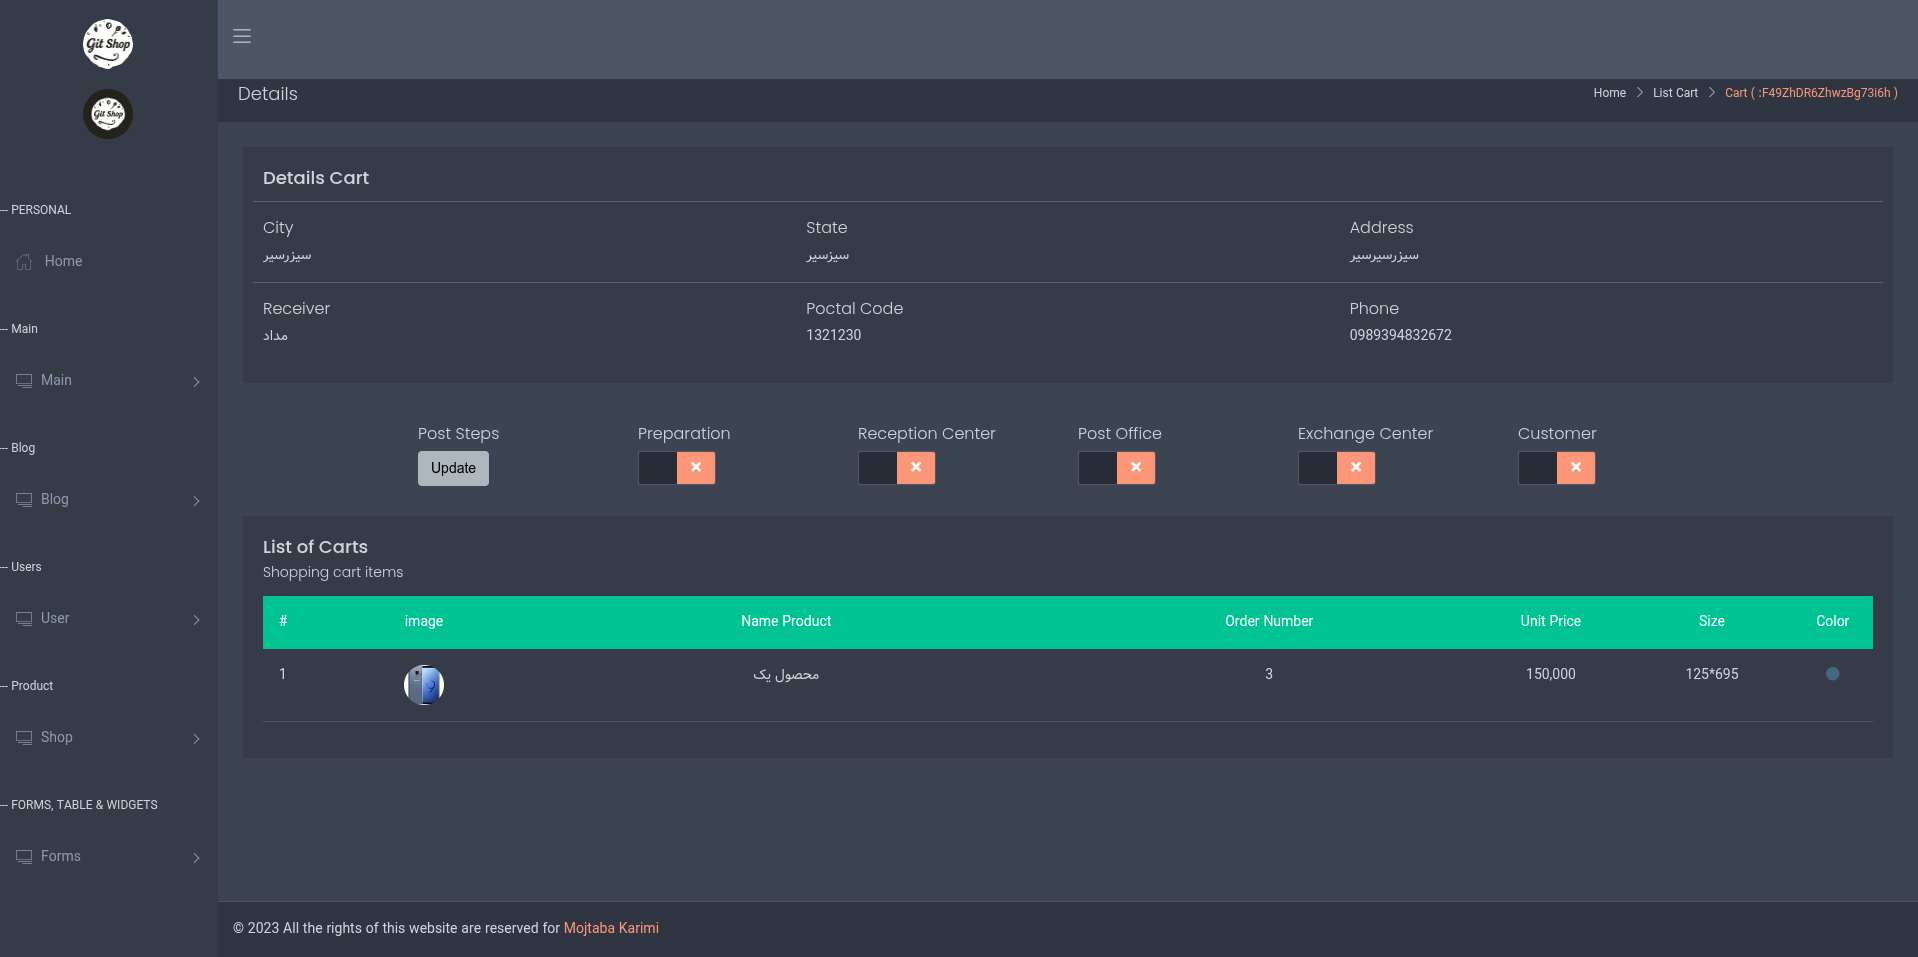 Git Shop
Git Shop
--- PERSONAL
Home
--- Main
Main
--- Blog
Blog
--- Users
User
--- Product
Shop
--- FORMS, TABLE & WIDGETS
Forms
Details
Home > List Cart > Cart ( :F49ZhDR6ZhwzBg73i6h )
Details Cart
City State Address
سیزرسیر سیزسیر سیزرسیرسیر
Receiver Poctal Code Phone
مداد 1321230 0989394832672
Post Steps Preparation Reception Center Post Office Exchange Center Customer
Update
List of Carts
Shopping cart items
# image Name Product Order Number Unit Price Size Color
1 محصول یک 3 150,000 125*695
© 2023 All the rights of this website are reserved for Mojtaba Karimi